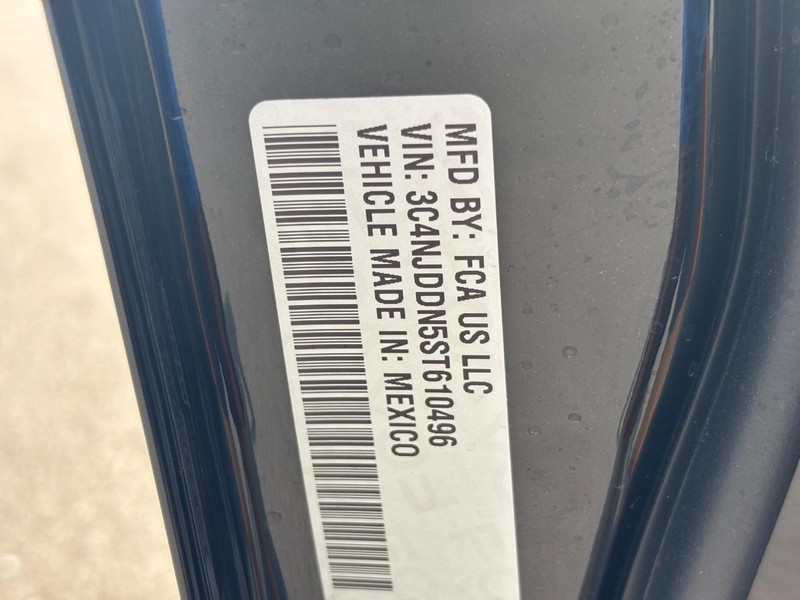 MFD BY: FCA US LLC
VIN: 3C4NJDDN5ST610496
VEHICLE MADE IN: MEXICO